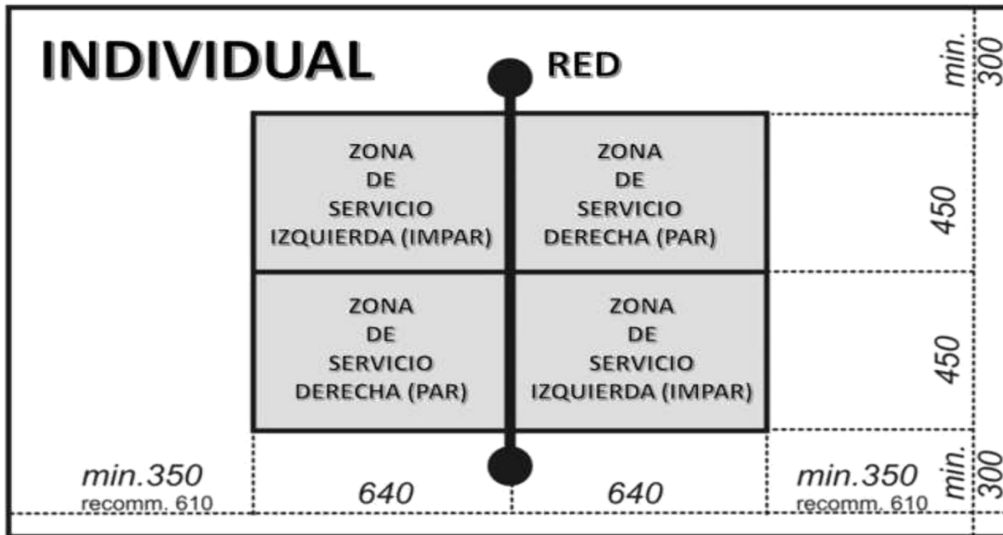 INDIVIDUAL
RED
min.
300
ZONA
DE
SERVICIO
IZQUIERDA (IMPAR)
ZONA
DE
SERVICIO
DERECHA (PAR)
450
ZONA
DE
SERVICIO
DERECHA (PAR)
ZONA
DE
SERVICIO
IZQUIERDA (IMPAR)
450
min.350
recomm. 610
640
640
min.350
recomm. 610
min.
300